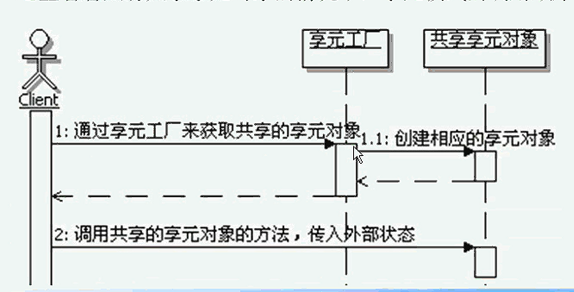 享元工厂
共享享元对象
Client
1: 通过享元工厂来获取共享的享元对象
1.1: 创建相应的享元对象
2: 调用共享的享元对象的方法，传入外部状态